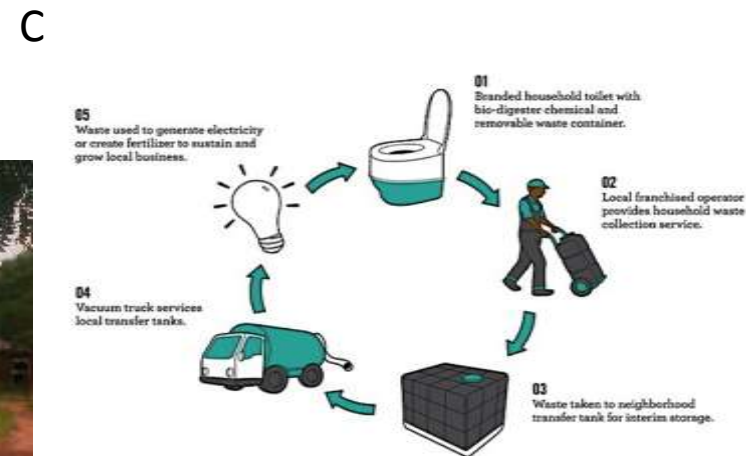 C
01
Branded household toilet with
bio-digester chemical and
removable waste container.
02
Local franchised operator
provides household waste
collection service.
03
Waste taken to neighborhood
transfer tank for interim storage.
04
Vacuum truck services
local transfer tanks.
05
Waste used to generate electricity
or create fertilizer to sustain and
grow local business.